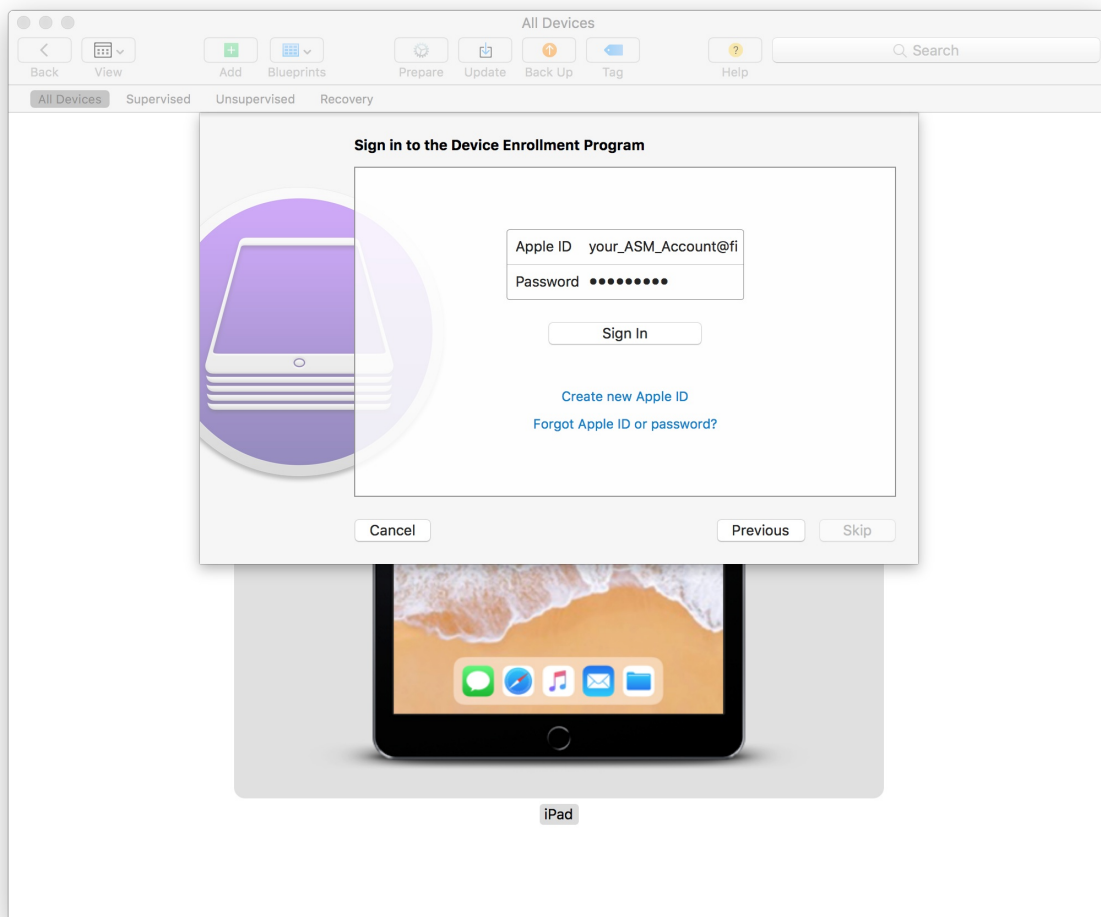 All Devices
Search
Back View Add Blueprints Prepare Update Back Up Tag ? Help
All Devices Supervised Unsupervised Recovery
Sign in to the Device Enrollment Program
Apple ID your_ASM_Account@fi
Password
Sign In
Create new Apple ID
Forgot Apple ID or password?
Cancel Previous Skip
iPad